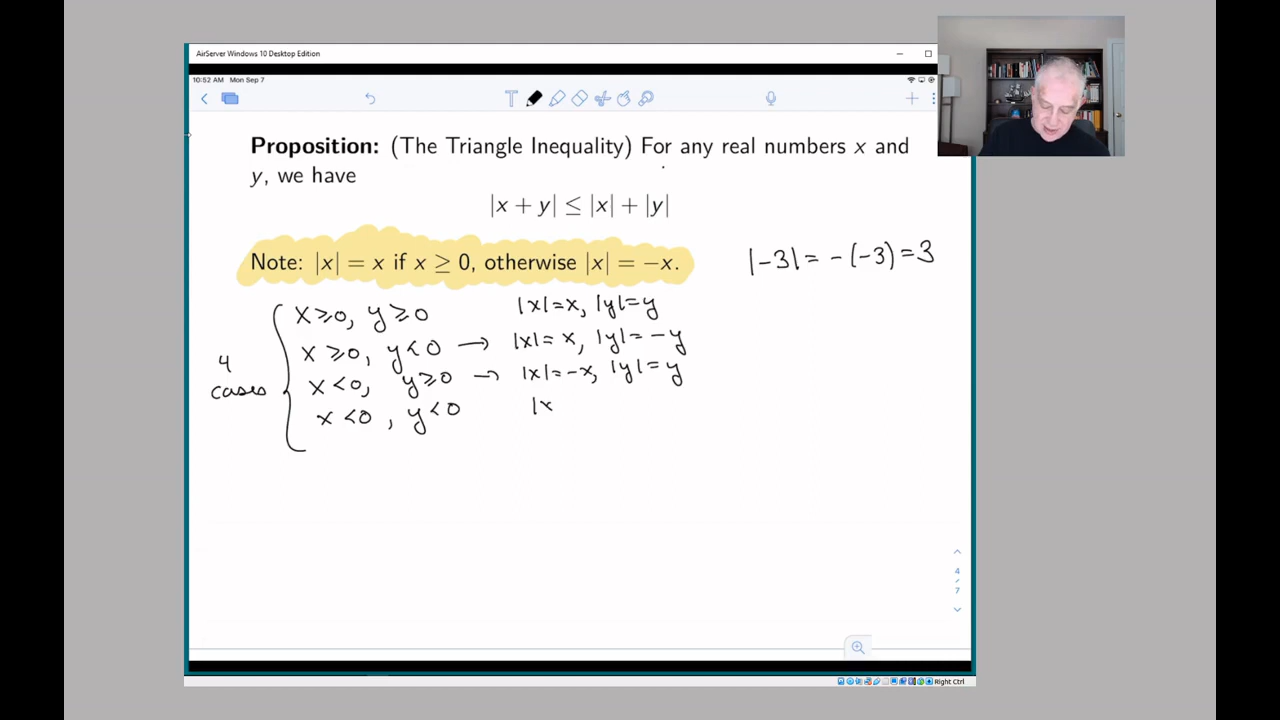 AirServer Windows 10 Desktop Edition
10:52 AM Mon Sep 7
Proposition: (The Triangle Inequality) For any real numbers x and
y, we have
|x + y| ≤ |x| + |y|
Note: |x| = x if x ≥ 0, otherwise |x| = −x.
|-3| = -(-3) = 3
4
cases
x ≥ 0, y ≥ 0 |x| = x, |y| = y
x ≥ 0, y < 0 → |x| = x, |y| = -y
x < 0, y ≥ 0 → |x| = -x, |y| = y
x < 0, y < 0 |x
4
7
Right Ctrl